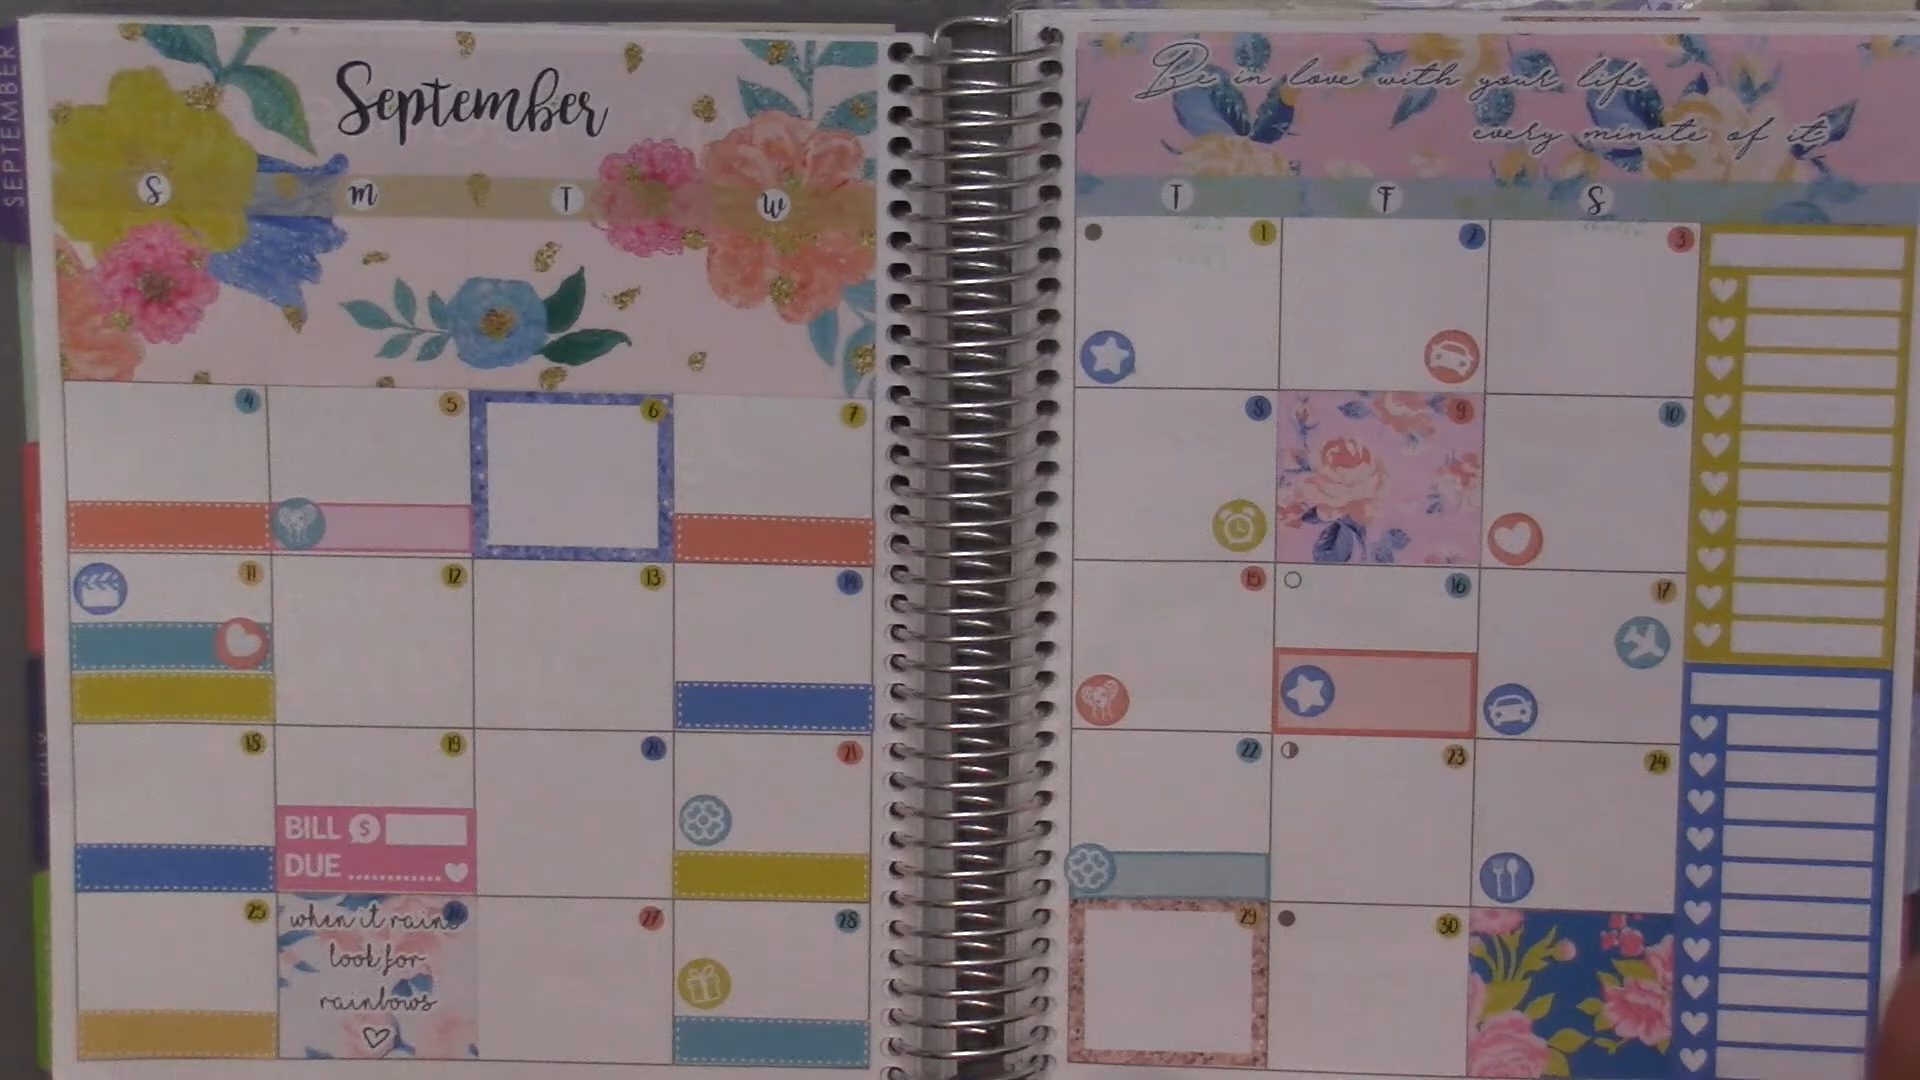 SEPTEMBER
September
Be in love with your life
every minute of it
S M T W
T F S
1 2 3
4 5 6 7
8 9 10
11 12 13 14
15 16 17
18 19 20 21
22 23 24
BILL $
DUE
25 26 27 28
29 30
when it rains
look for
rainbows
JULY